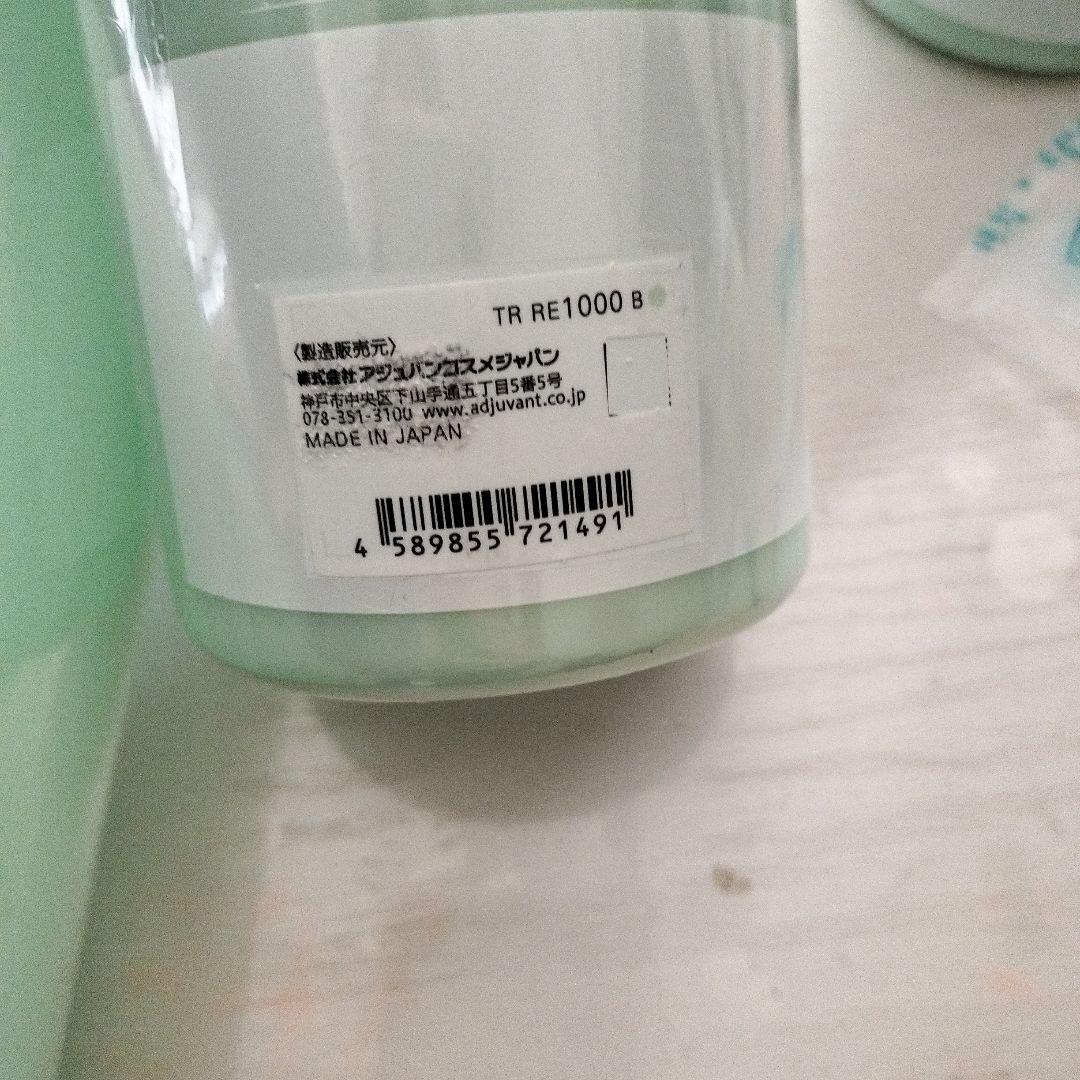 TR RE1000 B
〈製造販売元〉
株式会社アジュバンコスメジャパン
神戸市中央区下山手通五丁目5番5号
078-351-3100 www.adjuvant.co.jp
MADE IN JAPAN
4 589855 721491